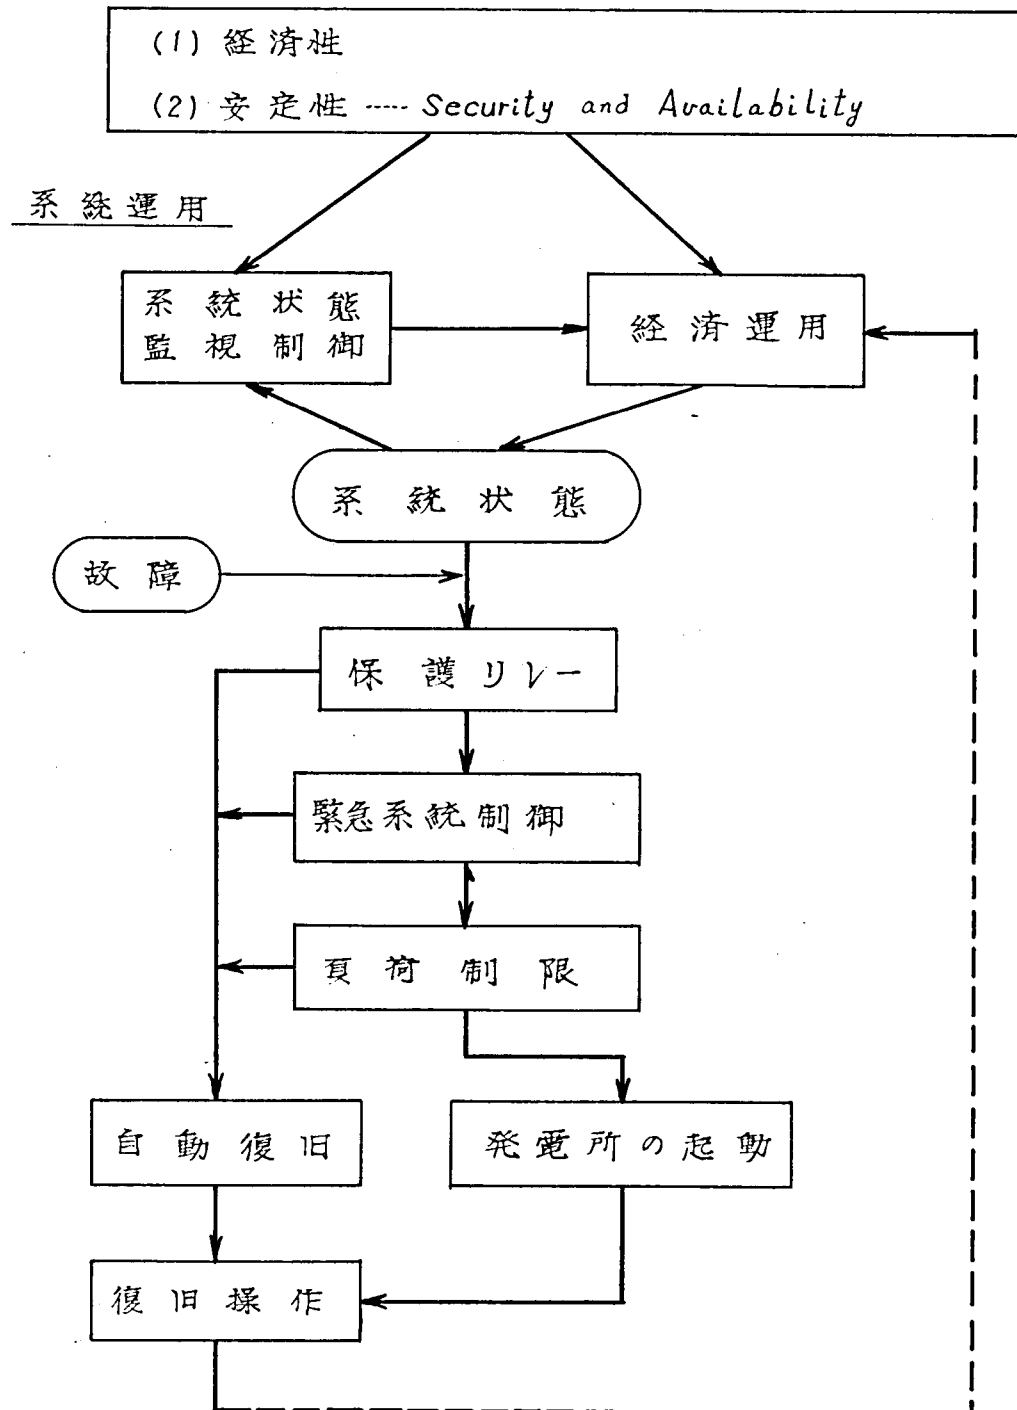 (1) 経済性
(2) 安定性 ----- Security and Availability
系統運用
系統状態
監視制御
経済運用
系統状態
故障
保護リレー
緊急系統制御
負荷制限
自動復旧
発電所の起動
復旧操作